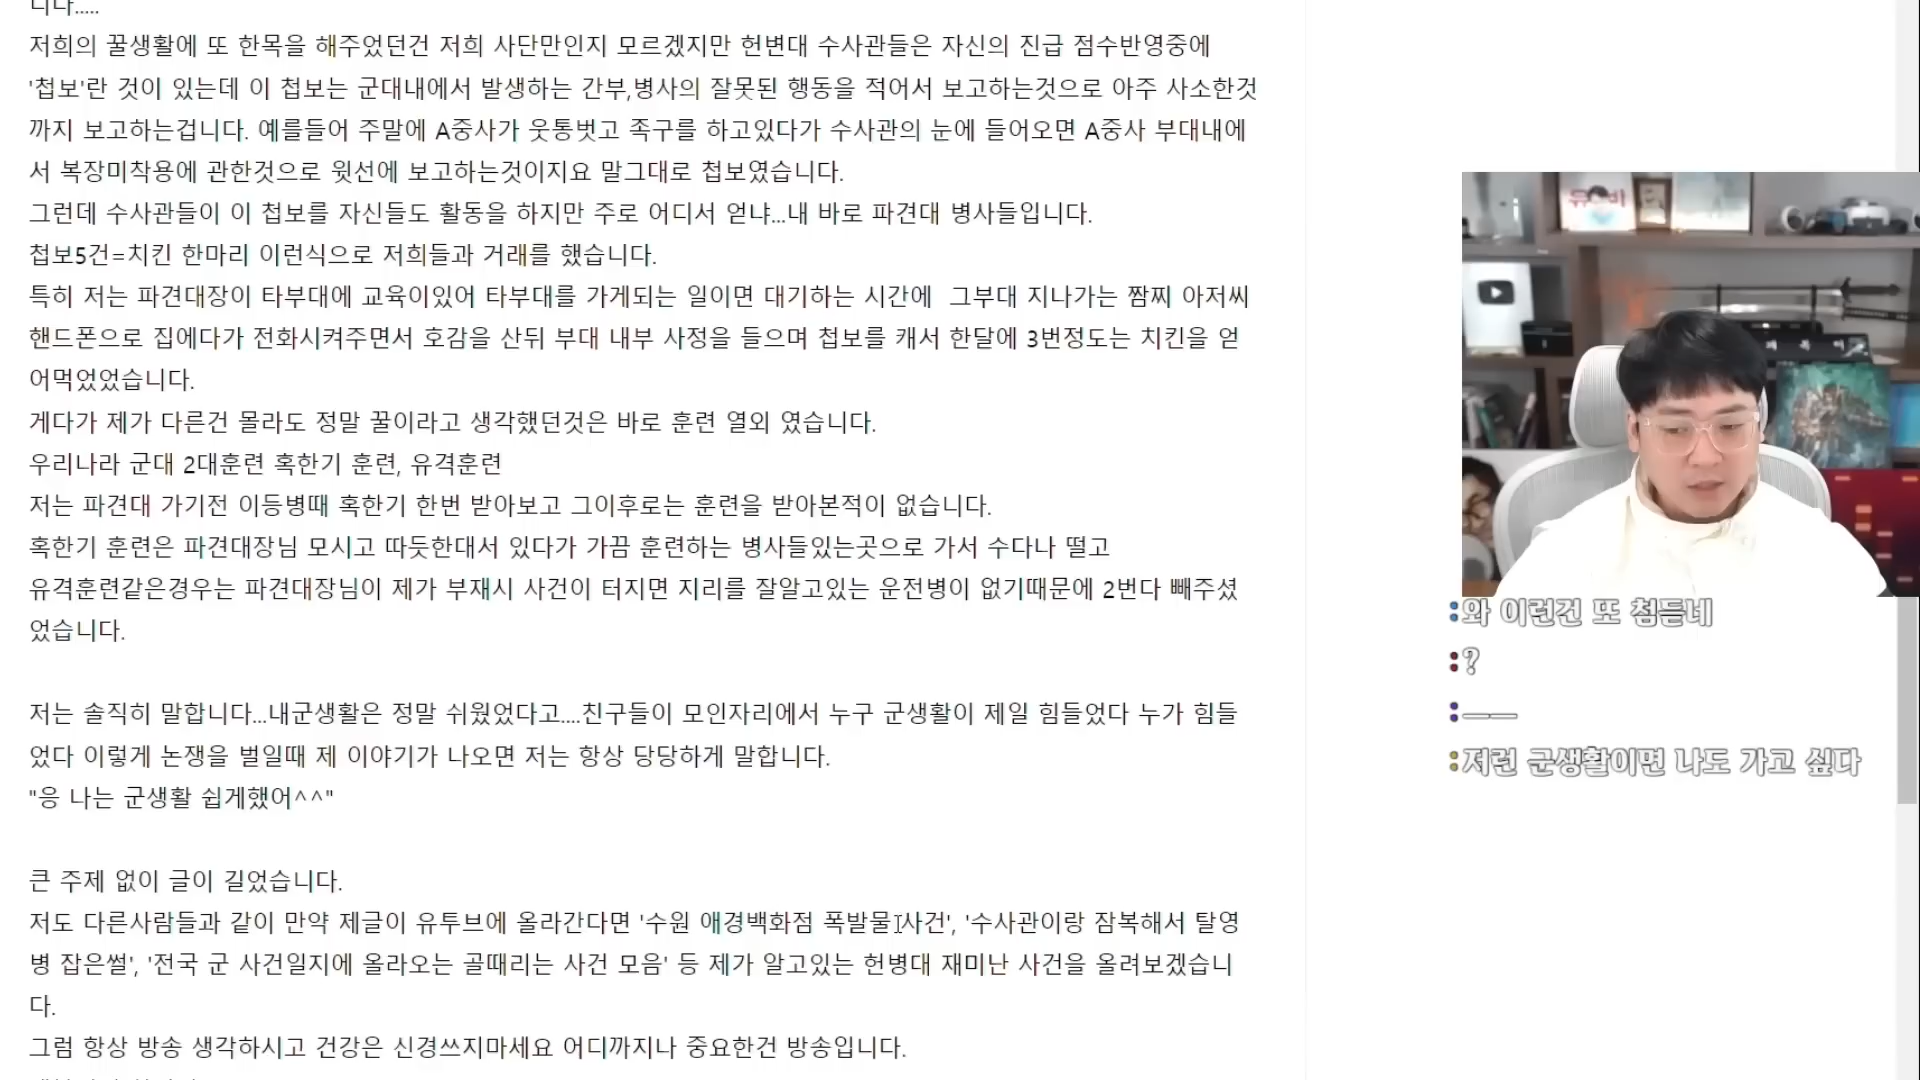 니다.....
저희의 꿀생활에 또 한목을 해주었던건 저희 사단만인지 모르겠지만 헌변대 수사관들은 자신의 진급 점수반영중에
'첩보'란 것이 있는데 이 첩보는 군대내에서 발생하는 간부,병사의 잘못된 행동을 적어서 보고하는것으로 아주 사소한것
까지 보고하는겁니다. 예를들어 주말에 A중사가 웃통벗고 족구를 하고있다가 수사관의 눈에 들어오면 A중사 부대내에
서 복장미착용에 관한것으로 윗선에 보고하는것이지요 말그대로 첩보였습니다.
그런데 수사관들이 이 첩보를 자신들도 활동을 하지만 주로 어디서 얻냐...내 바로 파견대 병사들입니다.
첩보5건=치킨 한마리 이런식으로 저희들과 거래를 했습니다.
특히 저는 파견대장이 타부대에 교육이있어 타부대를 가게되는 일이면 대기하는 시간에 그부대 지나가는 짬찌 아저씨
핸드폰으로 집에다가 전화시켜주면서 호감을 산뒤 부대 내부 사정을 들으며 첩보를 캐서 한달에 3번정도는 치킨을 얻
어먹었었습니다.
게다가 제가 다른건 몰라도 정말 꿀이라고 생각했던것은 바로 훈련 열외 였습니다.
우리나라 군대 2대훈련 혹한기 훈련, 유격훈련
저는 파견대 가기전 이등병때 혹한기 한번 받아보고 그이후로는 훈련을 받아본적이 없습니다.
혹한기 훈련은 파견대장님 모시고 따듯한대서 있다가 가끔 훈련하는 병사들있는곳으로 가서 수다나 떨고
유격훈련같은경우는 파견대장님이 제가 부재시 사건이 터지면 지리를 잘알고있는 운전병이 없기때문에 2번다 빼주셨
었습니다.
저는 솔직히 말합니다...내군생활은 정말 쉬웠었다고....친구들이 모인자리에서 누구 군생활이 제일 힘들었다 누가 힘들
었다 이렇게 논쟁을 벌일때 제 이야기가 나오면 저는 항상 당당하게 말합니다.
"응 나는 군생활 쉽게했어^^"
큰 주제 없이 글이 길었습니다.
저도 다른사람들과 같이 만약 제글이 유투브에 올라간다면 '수원 애경백화점 폭발물사건', '수사관이랑 잠복해서 탈영
병 잡은썰', '전국 군 사건일지에 올라오는 골때리는 사건 모음' 등 제가 알고있는 헌병대 재미난 사건을 올려보겠습니
다.
그럼 항상 방송 생각하시고 건강은 신경쓰지마세요 어디까지나 중요한건 방송입니다.
:와 이런건 또 첨듣네
:?
:ㅡㅡ
:저런 군생활이면 나도 가고 싶다